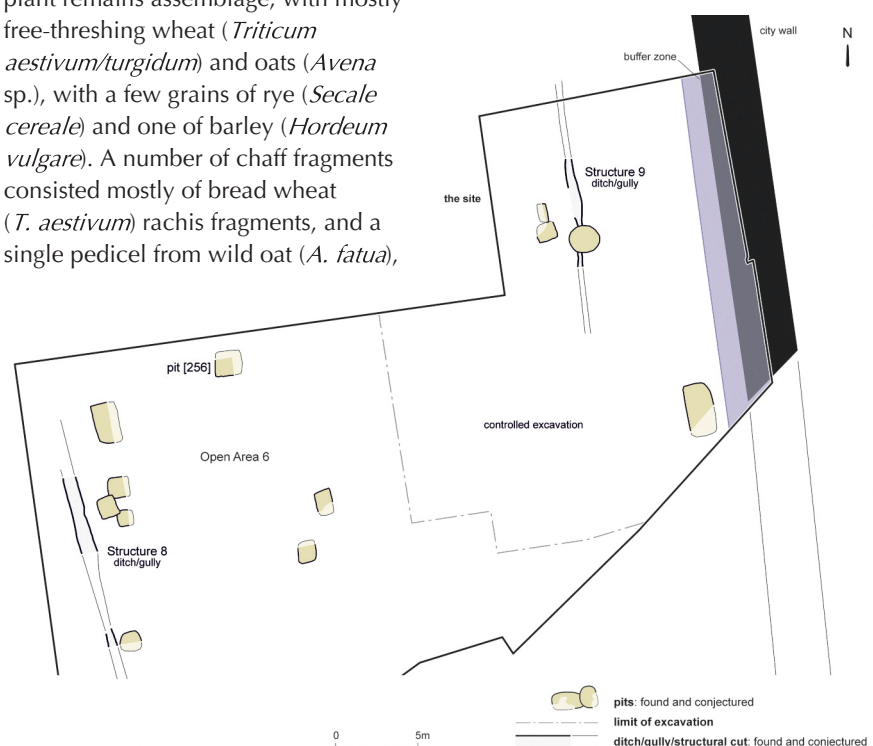 plant remains assemblage, with mostly
free-threshing wheat (Triticum
aestivum/turgidum) and oats (Avena
sp.), with a few grains of rye (Secale
cereale) and one of barley (Hordeum
vulgare). A number of chaff fragments
consisted mostly of bread wheat
(T. aestivum) rachis fragments, and a
single pedicel from wild oat (A. fatua),
city wall
N
buffer zone
Structure 9
ditch/gully
the site
pit [256]
controlled excavation
Open Area 6
Structure 8
ditch/gully
pits: found and conjectured
limit of excavation
0 5m
ditch/gully/structural cut: found and conjectured